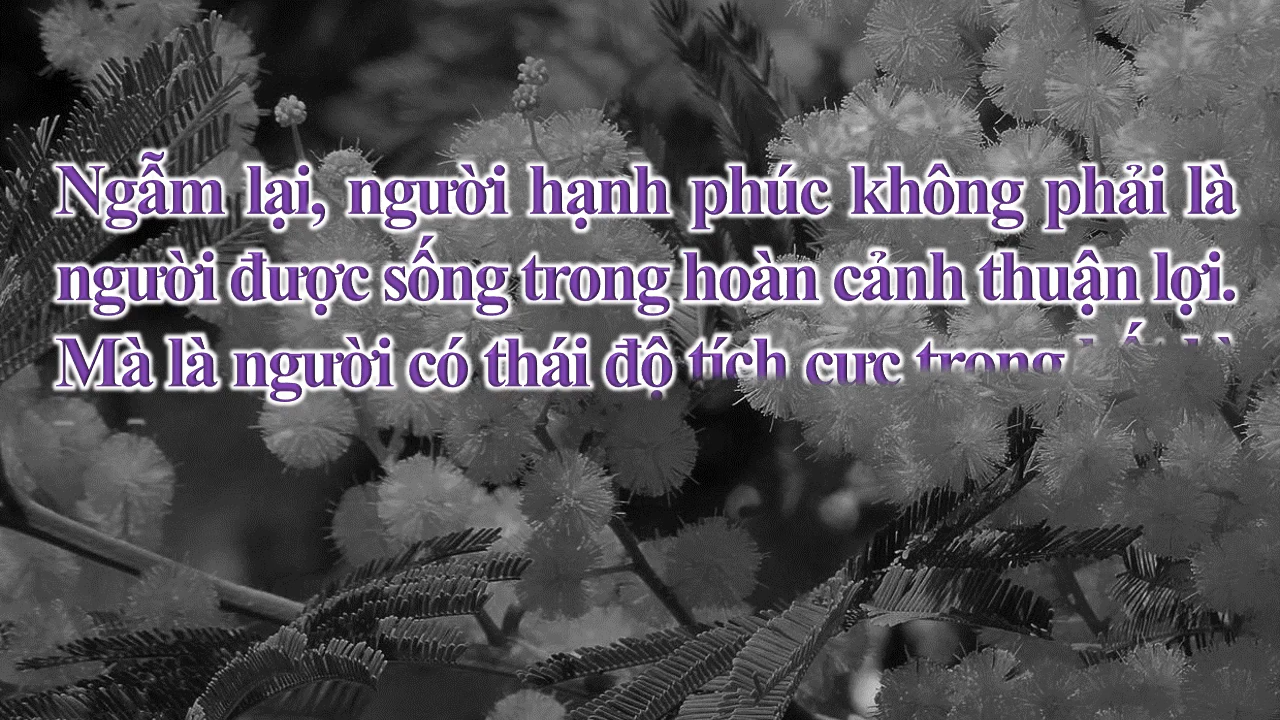 Ngẫm lại, người hạnh phúc không phải là
người được sống trong hoàn cảnh thuận lợi.
Mà là người có thái độ tích cực trong